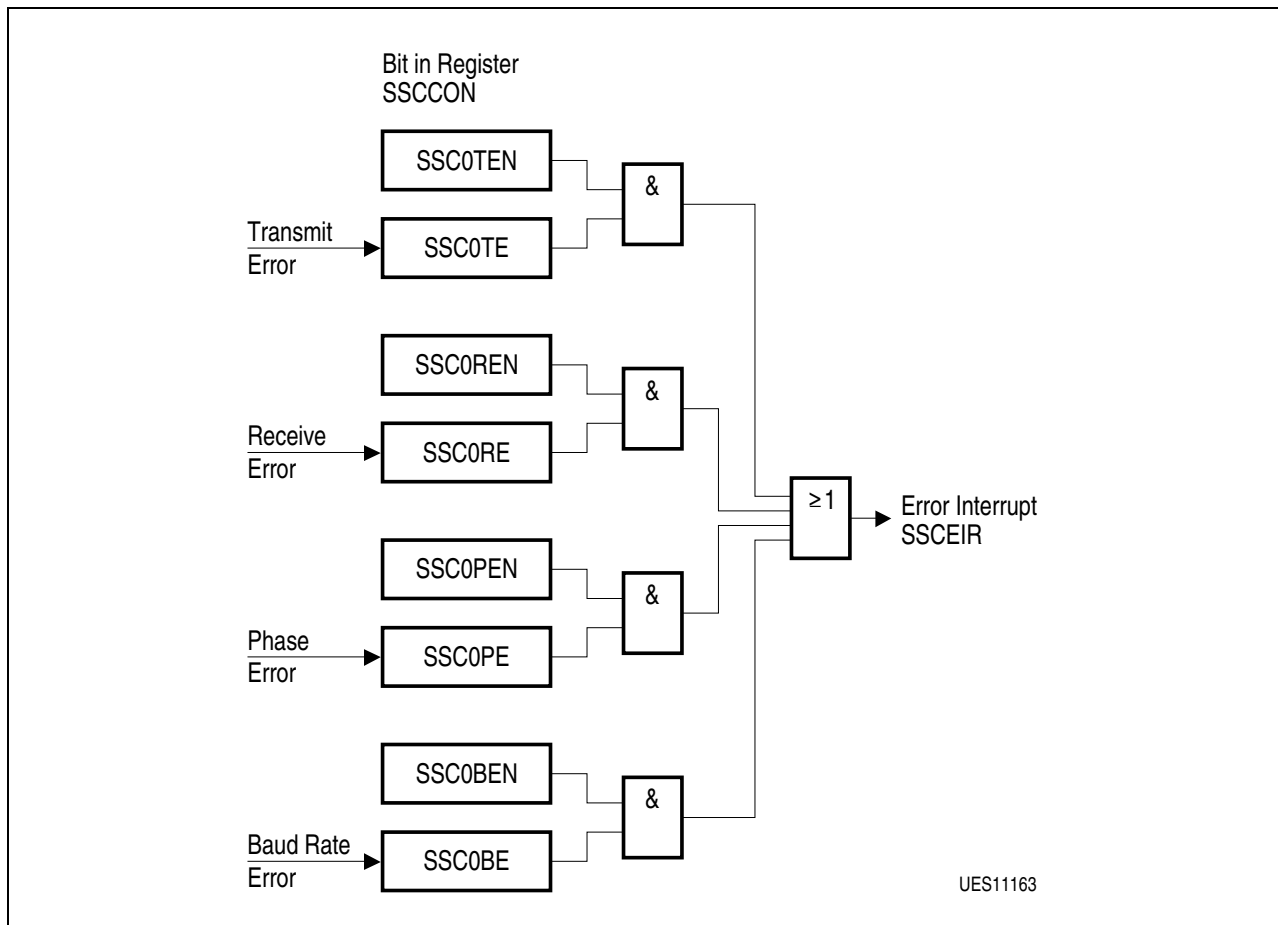 Bit in Register
SSCCON
SSC0TEN
&
Transmit
Error
SSC0TE
SSC0REN
&
Receive
Error
SSC0RE
≥1
Error Interrupt
SSCEIR
SSC0PEN
&
Phase
Error
SSC0PE
SSC0BEN
&
Baud Rate
Error
SSC0BE
UES11163